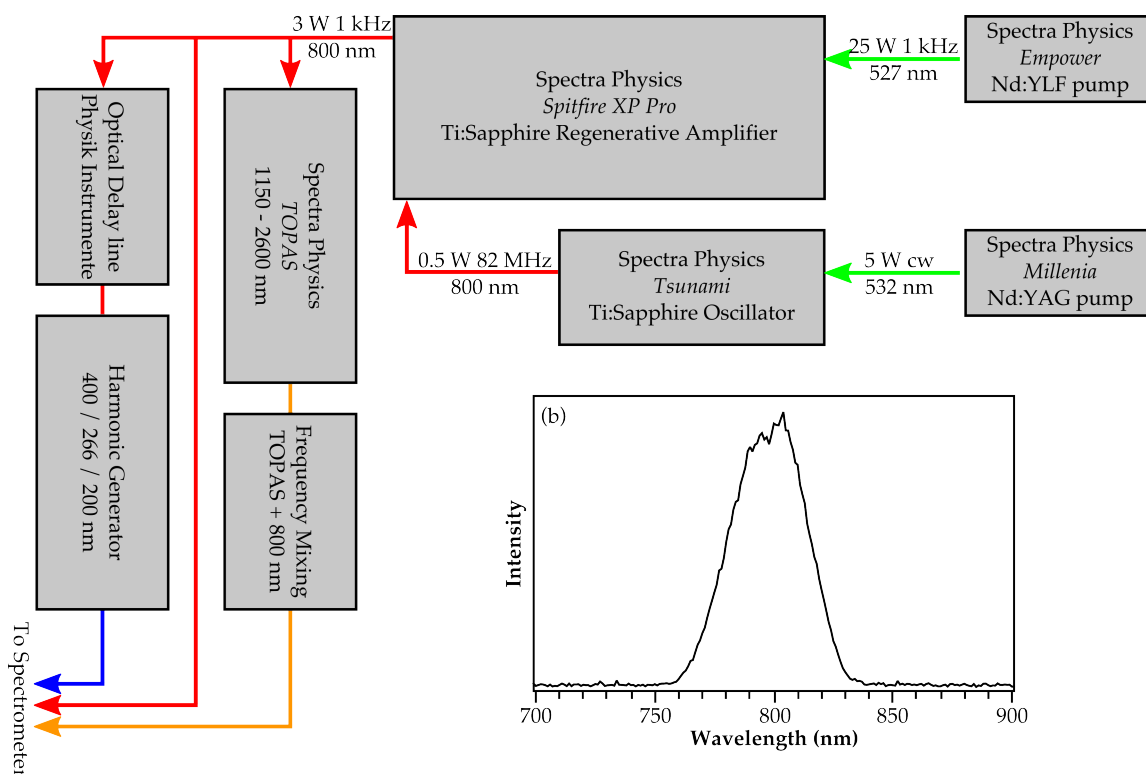 3 W 1 kHz
800 nm
Spectra Physics
Spitfire XP Pro
Ti:Sapphire Regenerative Amplifier
25 W 1 kHz
527 nm
Spectra Physics
Empower
Nd:YLF pump
Optical Delay line
Physik Instrumente
Spectra Physics
TOPAS
1150 - 2600 nm
0.5 W 82 MHz
800 nm
Spectra Physics
Tsunami
Ti:Sapphire Oscillator
5 W cw
532 nm
Spectra Physics
Millenia
Nd:YAG pump
Harmonic Generator
400 / 266 / 200 nm
Frequency Mixing
TOPAS + 800 nm
To Spectrometer
(b)
Intensity
700 750 800 850 900
Wavelength (nm)